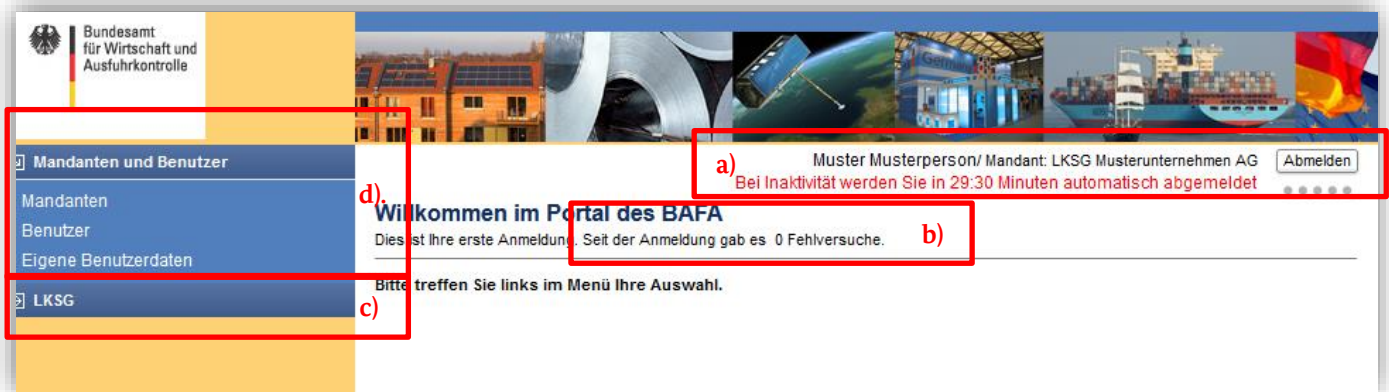 Bundesamt
für Wirtschaft und
Ausfuhrkontrolle
Germany
a) Muster Musterperson/ Mandant: LKSG Musterunternehmen AG Abmelden
Bei Inaktivität werden Sie in 29:30 Minuten automatisch abgemeldet
Mandanten und Benutzer
Mandanten
Benutzer
Eigene Benutzerdaten
d).
LKSG
c)
Willkommen im Portal des BAFA
Dies ist Ihre erste Anmeldung. Seit der Anmeldung gab es 0 Fehlversuche. b)
Bitte treffen Sie links im Menü Ihre Auswahl.